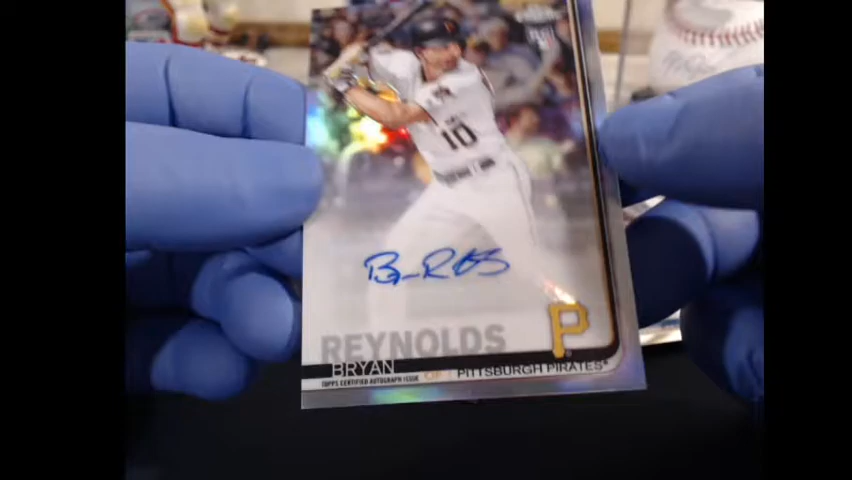 10
REYNOLDS
BRYAN
TOPPS CERTIFIED AUTOGRAPH ISSUE OF PITTSBURGH PIRATES®
P